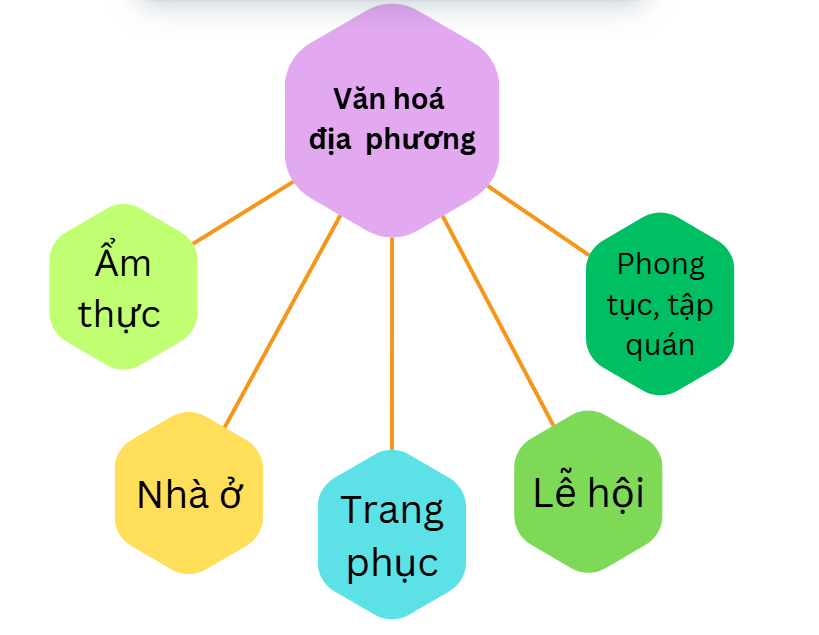 Văn hoá
địa phương
Ẩm
thực
Phong
tục, tập
quán
Nhà ở
Trang
phục
Lễ hội